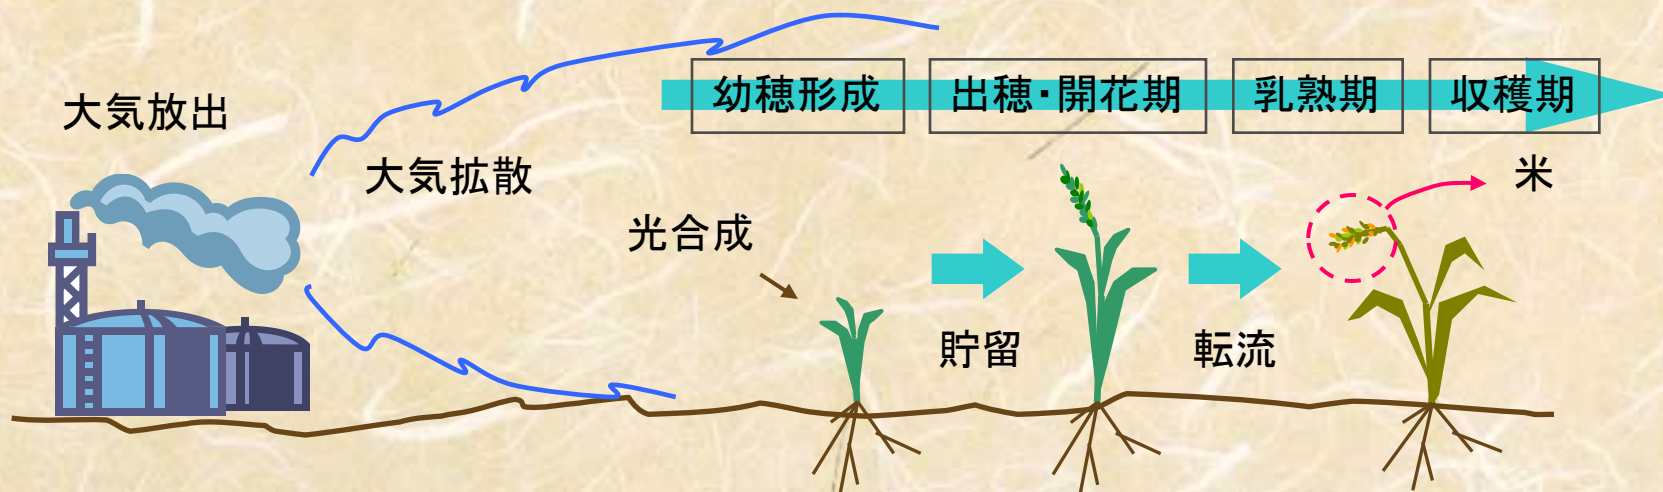 大気放出
大気拡散
幼穂形成
出穂・開花期
乳熟期
収穫期
米
光合成
貯留
転流